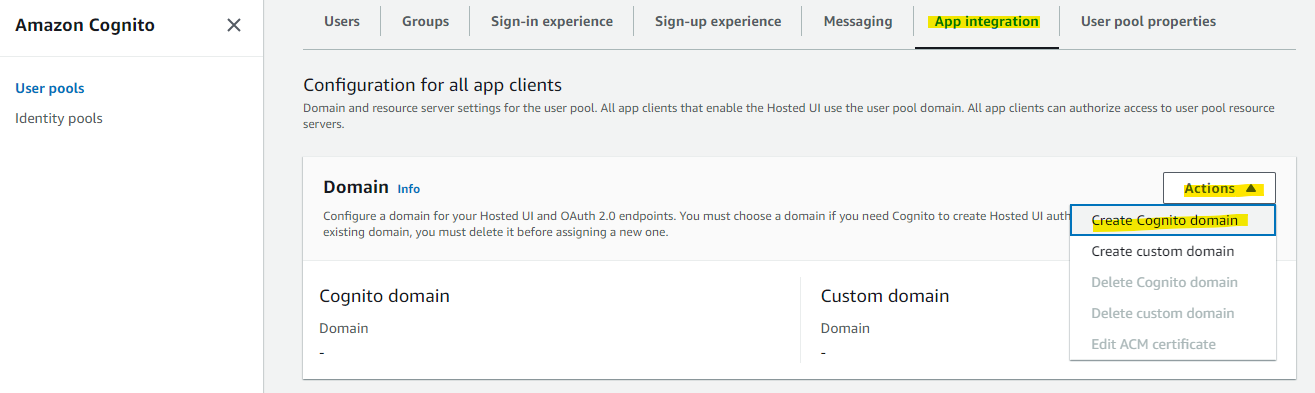 Amazon Cognito
User pools
Identity pools
Users
Groups
Sign-in experience
Sign-up experience
Messaging
App integration
User pool properties
Configuration for all app clients
Domain and resource server settings for the user pool. All app clients that enable the Hosted UI use the user pool domain. All app clients can authorize access to user pool resource
servers.
Domain Info
Actions
Configure a domain for your Hosted UI and OAuth 2.0 endpoints. You must choose a domain if you need Cognito to create Hosted UI auth
existing domain, you must delete it before assigning a new one.
Create Cognito domain
Create custom domain
Delete Cognito domain
Delete custom domain
Edit ACM certificate
Cognito domain
Domain
-
Custom domain
Domain
-